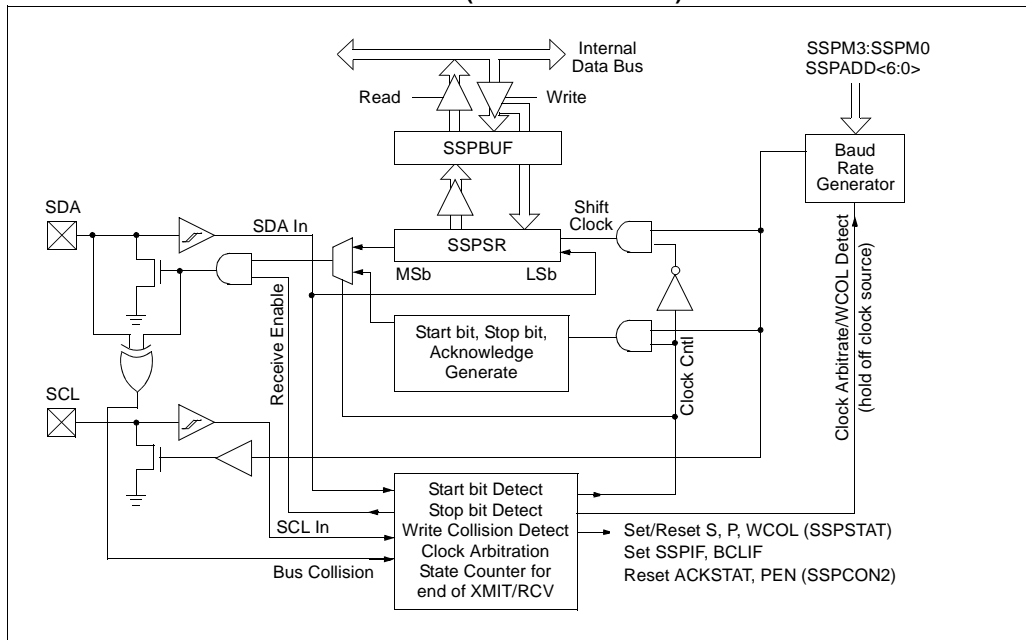 Internal
Data Bus
SSPM3:SSPM0
SSPADD<6:0>
Read
Write
SSPBUF
Baud
Rate
Generator
SDA
SDA In
Shift
Clock
SSPSR
MSb
LSb
Start bit, Stop bit,
Acknowledge
Generate
Receive Enable
Clock Cntl
Clock Arbitrate/WCOL Detect
(hold off clock source)
SCL
SCL In
Bus Collision
Start bit Detect
Stop bit Detect
Write Collision Detect
Clock Arbitration
State Counter for
end of XMIT/RCV
Set/Reset S, P, WCOL (SSPSTAT)
Set SSPIF, BCLIF
Reset ACKSTAT, PEN (SSPCON2)